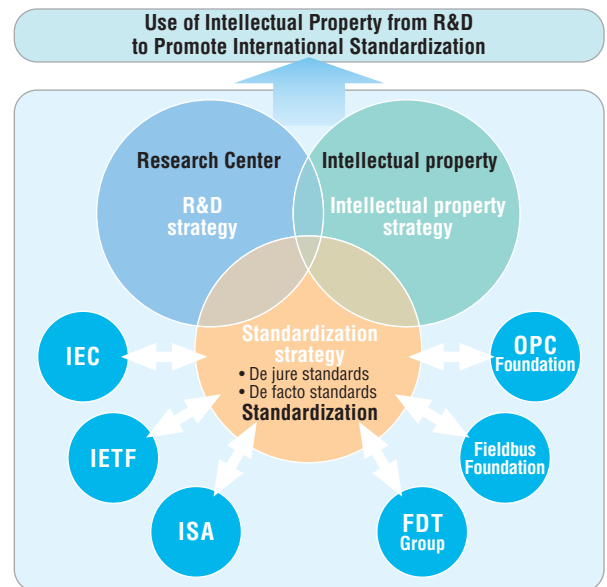 Use of Intellectual Property from R&D
to Promote International Standardization
Research Center
Intellectual property
R&D
strategy
Intellectual property
strategy
Standardization
strategy
• De jure standards
• De facto standards
Standardization
IEC
IETF
ISA
OPC
Foundation
Fieldbus
Foundation
FDT
Group